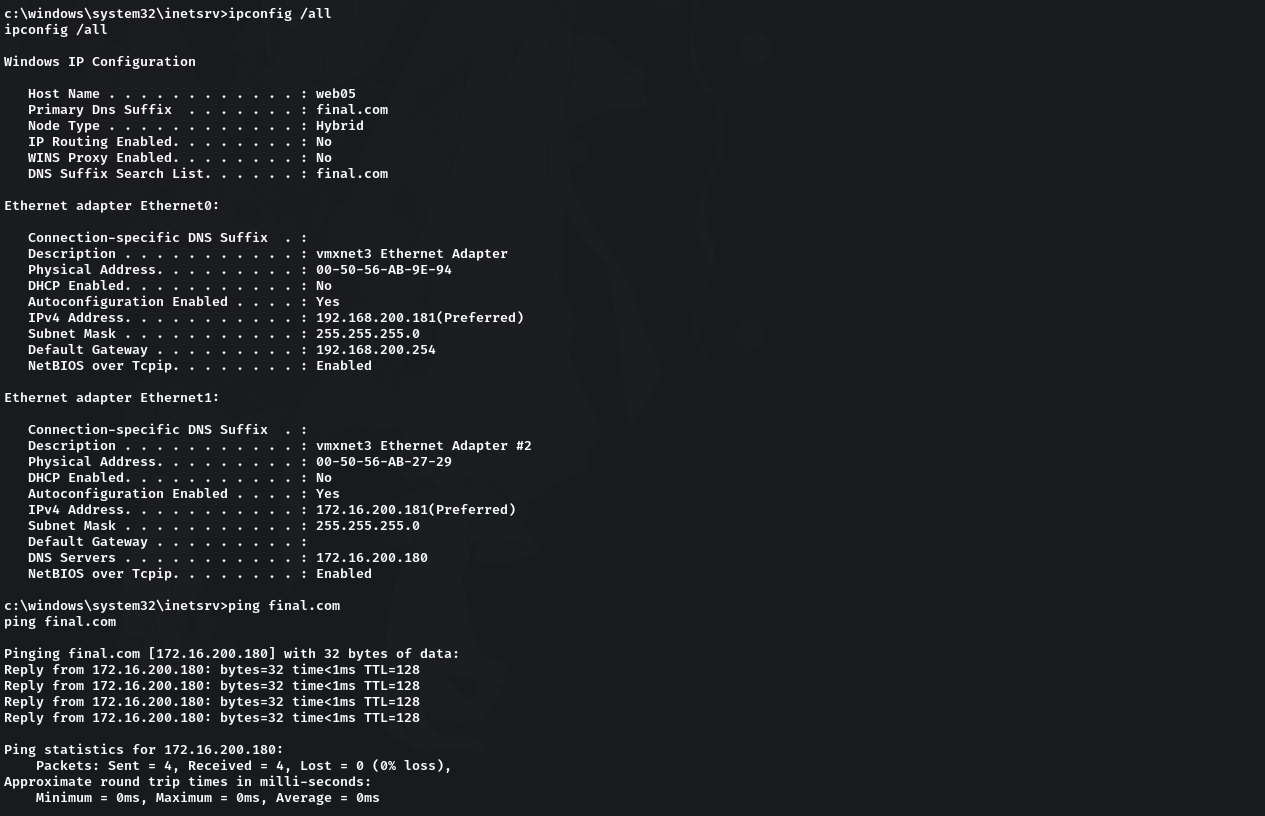 c:\windows\system32\inetsrv>ipconfig /all
ipconfig /all
Windows IP Configuration
Host Name . . . . . . . . . . . . : web05
Primary Dns Suffix  . . . . . . . : final.com
Node Type . . . . . . . . . . . . : Hybrid
IP Routing Enabled. . . . . . . . : No
WINS Proxy Enabled. . . . . . . . : No
DNS Suffix Search List. . . . . . : final.com
Ethernet adapter Ethernet0:
Connection-specific DNS Suffix  . :
Description . . . . . . . . . . . : vmxnet3 Ethernet Adapter
Physical Address. . . . . . . . . : 00-50-56-AB-9E-94
DHCP Enabled. . . . . . . . . . . : No
Autoconfiguration Enabled . . . . : Yes
IPv4 Address. . . . . . . . . . . : 192.168.200.181(Preferred)
Subnet Mask . . . . . . . . . . . : 255.255.255.0
Default Gateway . . . . . . . . . : 192.168.200.254
NetBIOS over Tcpip. . . . . . . . : Enabled
Ethernet adapter Ethernet1:
Connection-specific DNS Suffix  . :
Description . . . . . . . . . . . : vmxnet3 Ethernet Adapter #2
Physical Address. . . . . . . . . : 00-50-56-AB-27-29
DHCP Enabled. . . . . . . . . . . : No
Autoconfiguration Enabled . . . . : Yes
IPv4 Address. . . . . . . . . . . : 172.16.200.181(Preferred)
Subnet Mask . . . . . . . . . . . : 255.255.255.0
Default Gateway . . . . . . . . . :
DNS Servers . . . . . . . . . . . : 172.16.200.180
NetBIOS over Tcpip. . . . . . . . : Enabled
c:\windows\system32\inetsrv>ping final.com
ping final.com
Pinging final.com [172.16.200.180] with 32 bytes of data:
Reply from 172.16.200.180: bytes=32 time<1ms TTL=128
Reply from 172.16.200.180: bytes=32 time<1ms TTL=128
Reply from 172.16.200.180: bytes=32 time<1ms TTL=128
Reply from 172.16.200.180: bytes=32 time<1ms TTL=128
Ping statistics for 172.16.200.180:
Packets: Sent = 4, Received = 4, Lost = 0 (0% loss),
Approximate round trip times in milli-seconds:
Minimum = 0ms, Maximum = 0ms, Average = 0ms